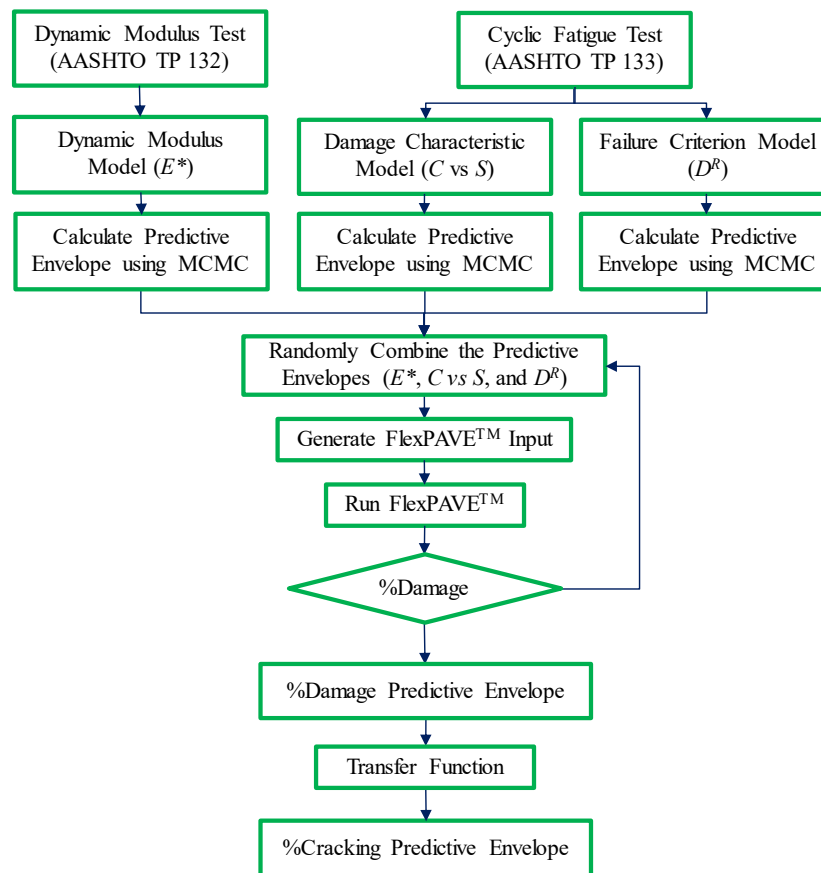 Dynamic Modulus Test
(AASHTO TP 132)
Cyclic Fatigue Test
(AASHTO TP 133)
Dynamic Modulus
Model (E*)
Damage Characteristic
Model (C vs S)
Failure Criterion Model
(D^R)
Calculate Predictive
Envelope using MCMC
Calculate Predictive
Envelope using MCMC
Calculate Predictive
Envelope using MCMC
Randomly Combine the Predictive
Envelopes (E*, C vs S, and D^R)
Generate FlexPAVE™ Input
Run FlexPAVE™
%Damage
%Damage Predictive Envelope
Transfer Function
%Cracking Predictive Envelope